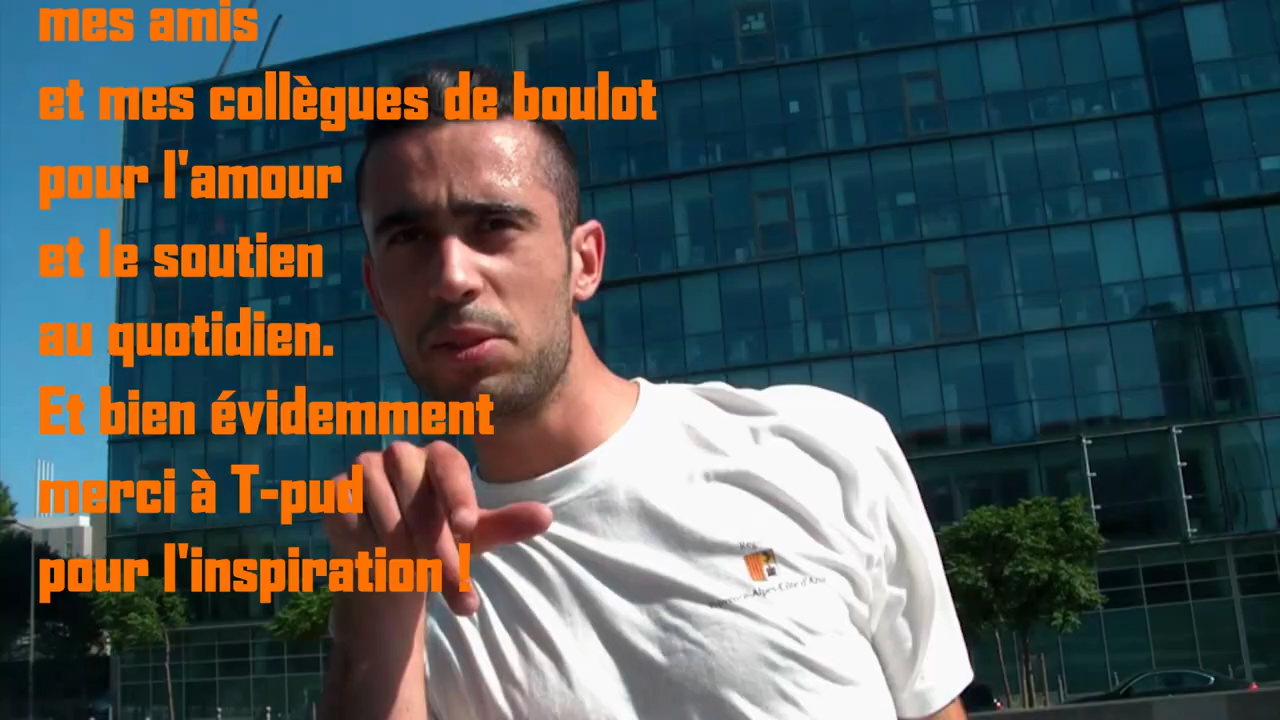 mes amis
et mes collègues de boulot
pour l'amour
et le soutien
au quotidien.
Et bien évidemment
merci à T-pud
pour l'inspiration !